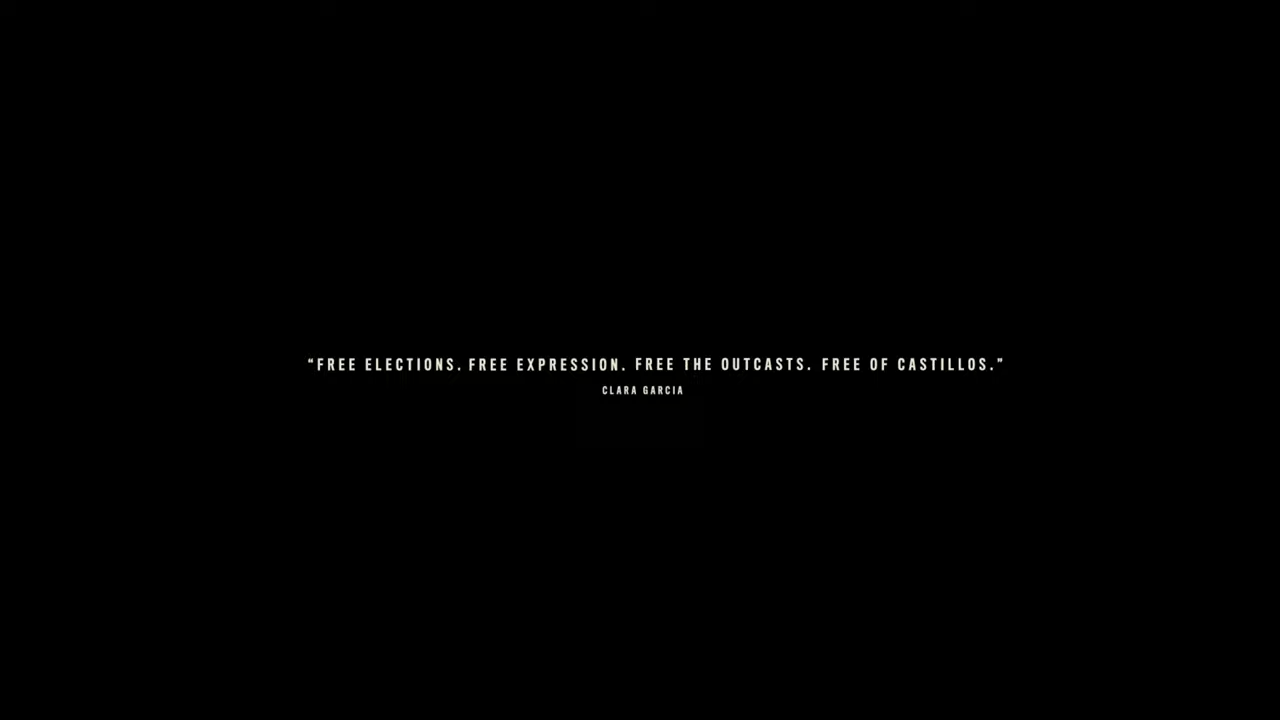 “FREE ELECTIONS. FREE EXPRESSION. FREE THE OUTCASTS. FREE OF CASTILLOS.”
CLARA GARCIA